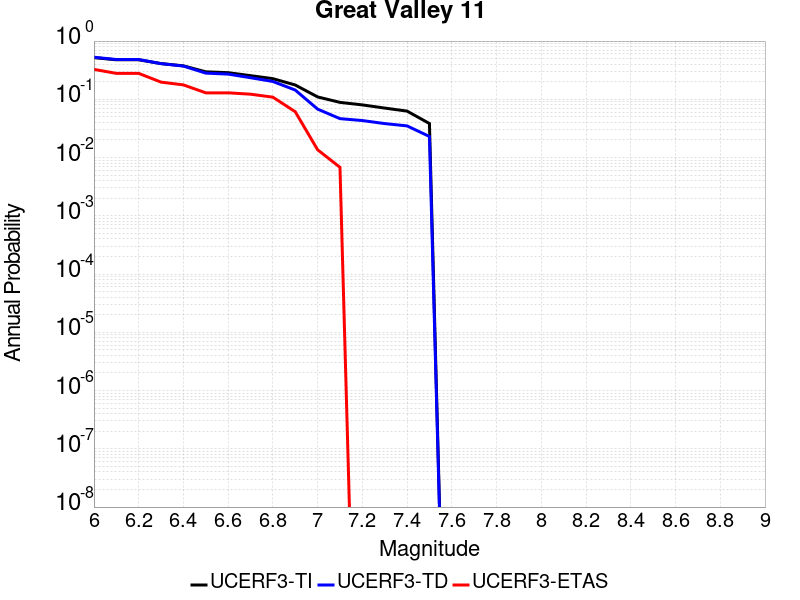 Great Valley 11
10^0
10^-1
10^-2
10^-3
10^-4
10^-5
10^-6
10^-7
10^-8
Annual Probability
6 6.2 6.4 6.6 6.8 7 7.2 7.4 7.6 7.8 8 8.2 8.4 8.6 8.8 9
Magnitude
UCERF3-TI UCERF3-TD UCERF3-ETAS